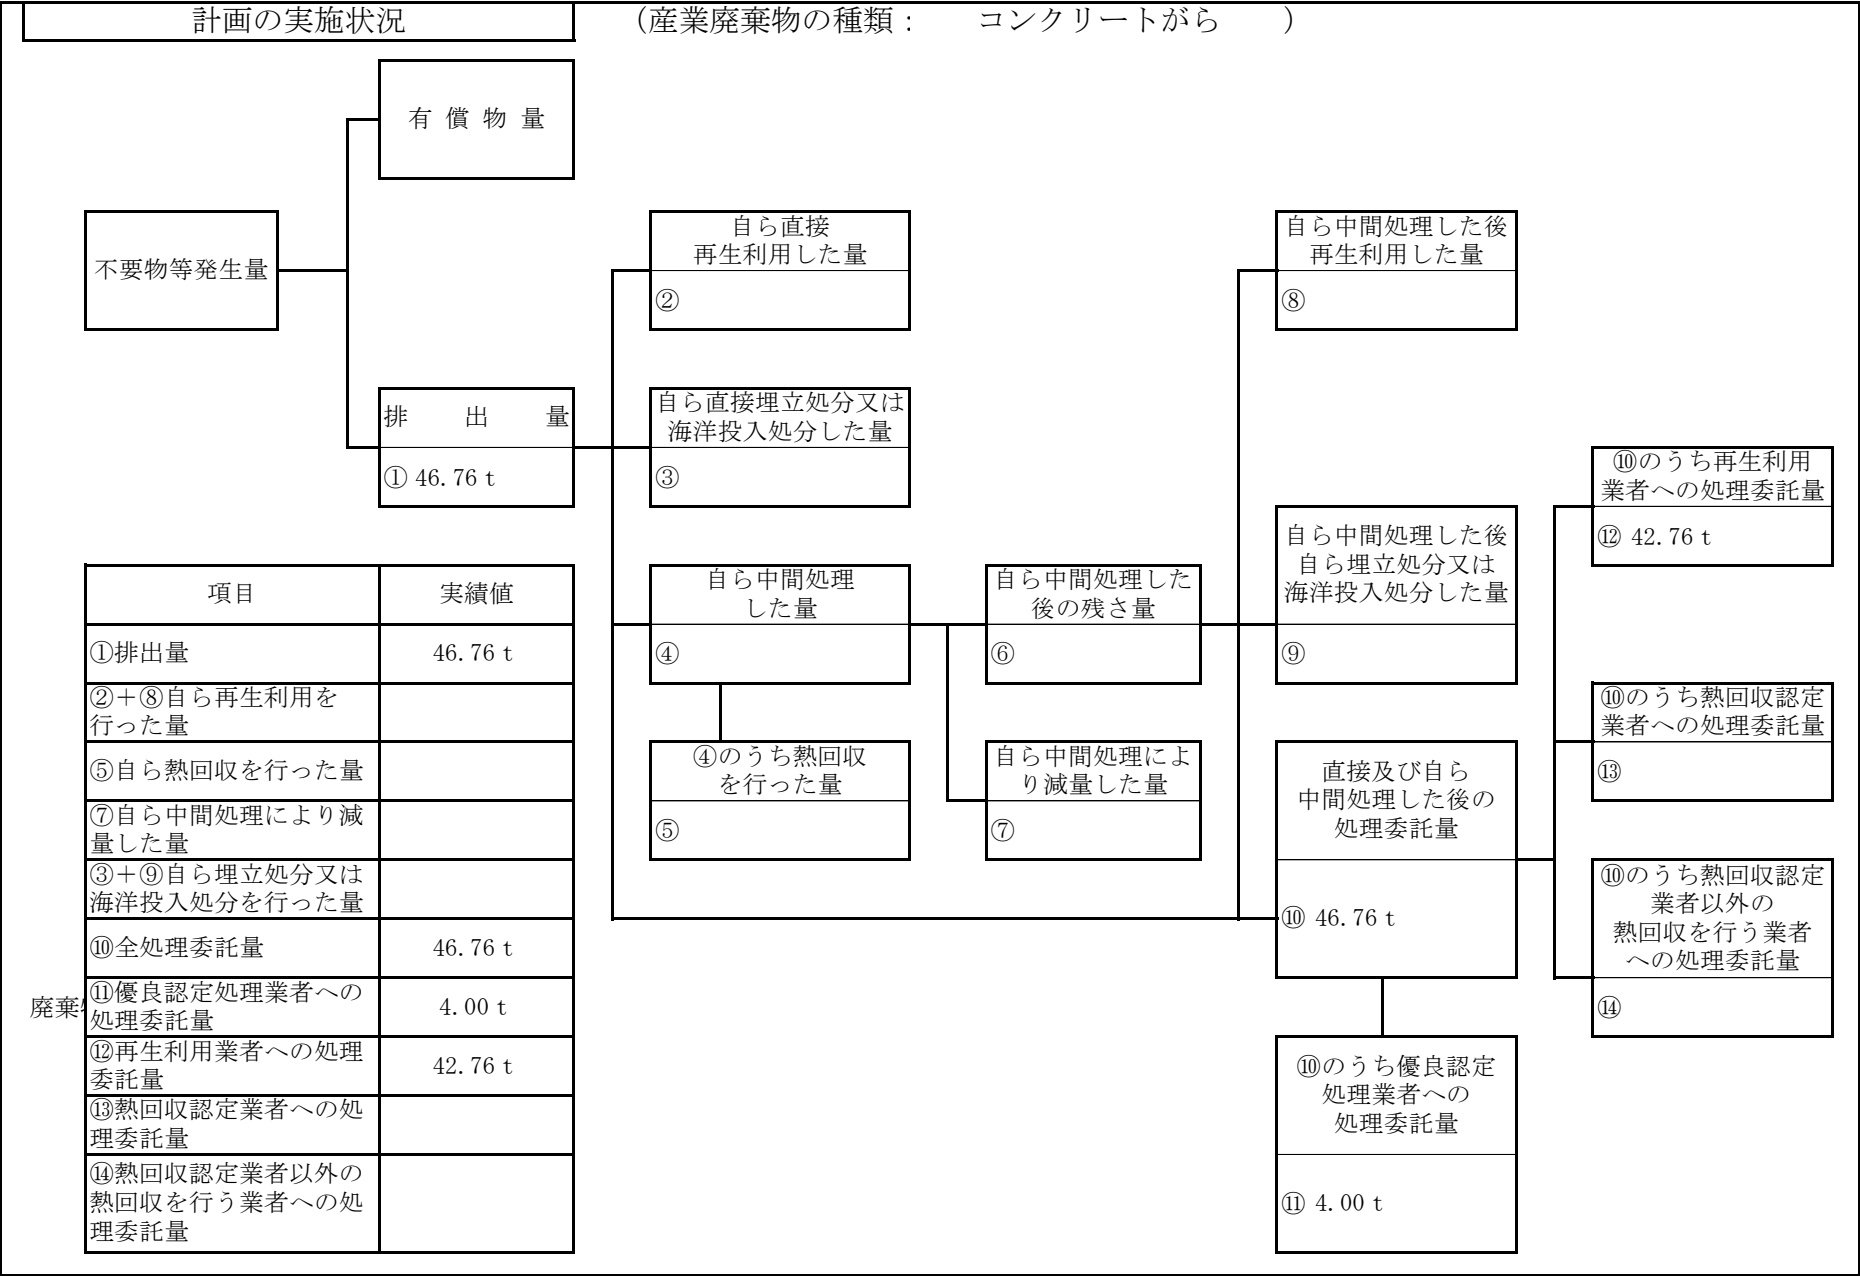 計画の実施状況
（産業廃棄物の種類： コンクリートがら ）
有 償 物 量
不要物等発生量
自ら直接
再生利用した量
②
自ら中間処理した後
再生利用した量
⑧
排 出 量
① 46.76 t
自ら直接埋立処分又は
海洋投入処分した量
③
⑩のうち再生利用
業者への処理委託量
⑫ 42.76 t
自ら中間処理した後
自ら埋立処分又は
海洋投入処分した量
⑨
自ら中間処理
した量
④
自ら中間処理した
後の残さ量
⑥
⑩のうち熱回収認定
業者への処理委託量
⑬
④のうち熱回収
を行った量
⑤
自ら中間処理によ
り減量した量
⑦
直接及び自ら
中間処理した後の
処理委託量
⑩ 46.76 t
⑩のうち熱回収認定
業者以外の
熱回収を行う業者
への処理委託量
⑭
⑩のうち優良認定
処理業者への
処理委託量
⑪ 4.00 t
項目 実績値
①排出量 46.76 t
②＋⑧自ら再生利用を
行った量
⑤自ら熱回収を行った量
⑦自ら中間処理により減
量した量
③＋⑨自ら埋立処分又は
海洋投入処分を行った量
⑩全処理委託量 46.76 t
廃棄
⑪優良認定処理業者への
処理委託量 4.00 t
⑫再生利用業者への処理
委託量 42.76 t
⑬熱回収認定業者への処
理委託量
⑭熱回収認定業者以外の
熱回収を行う業者への処
理委託量